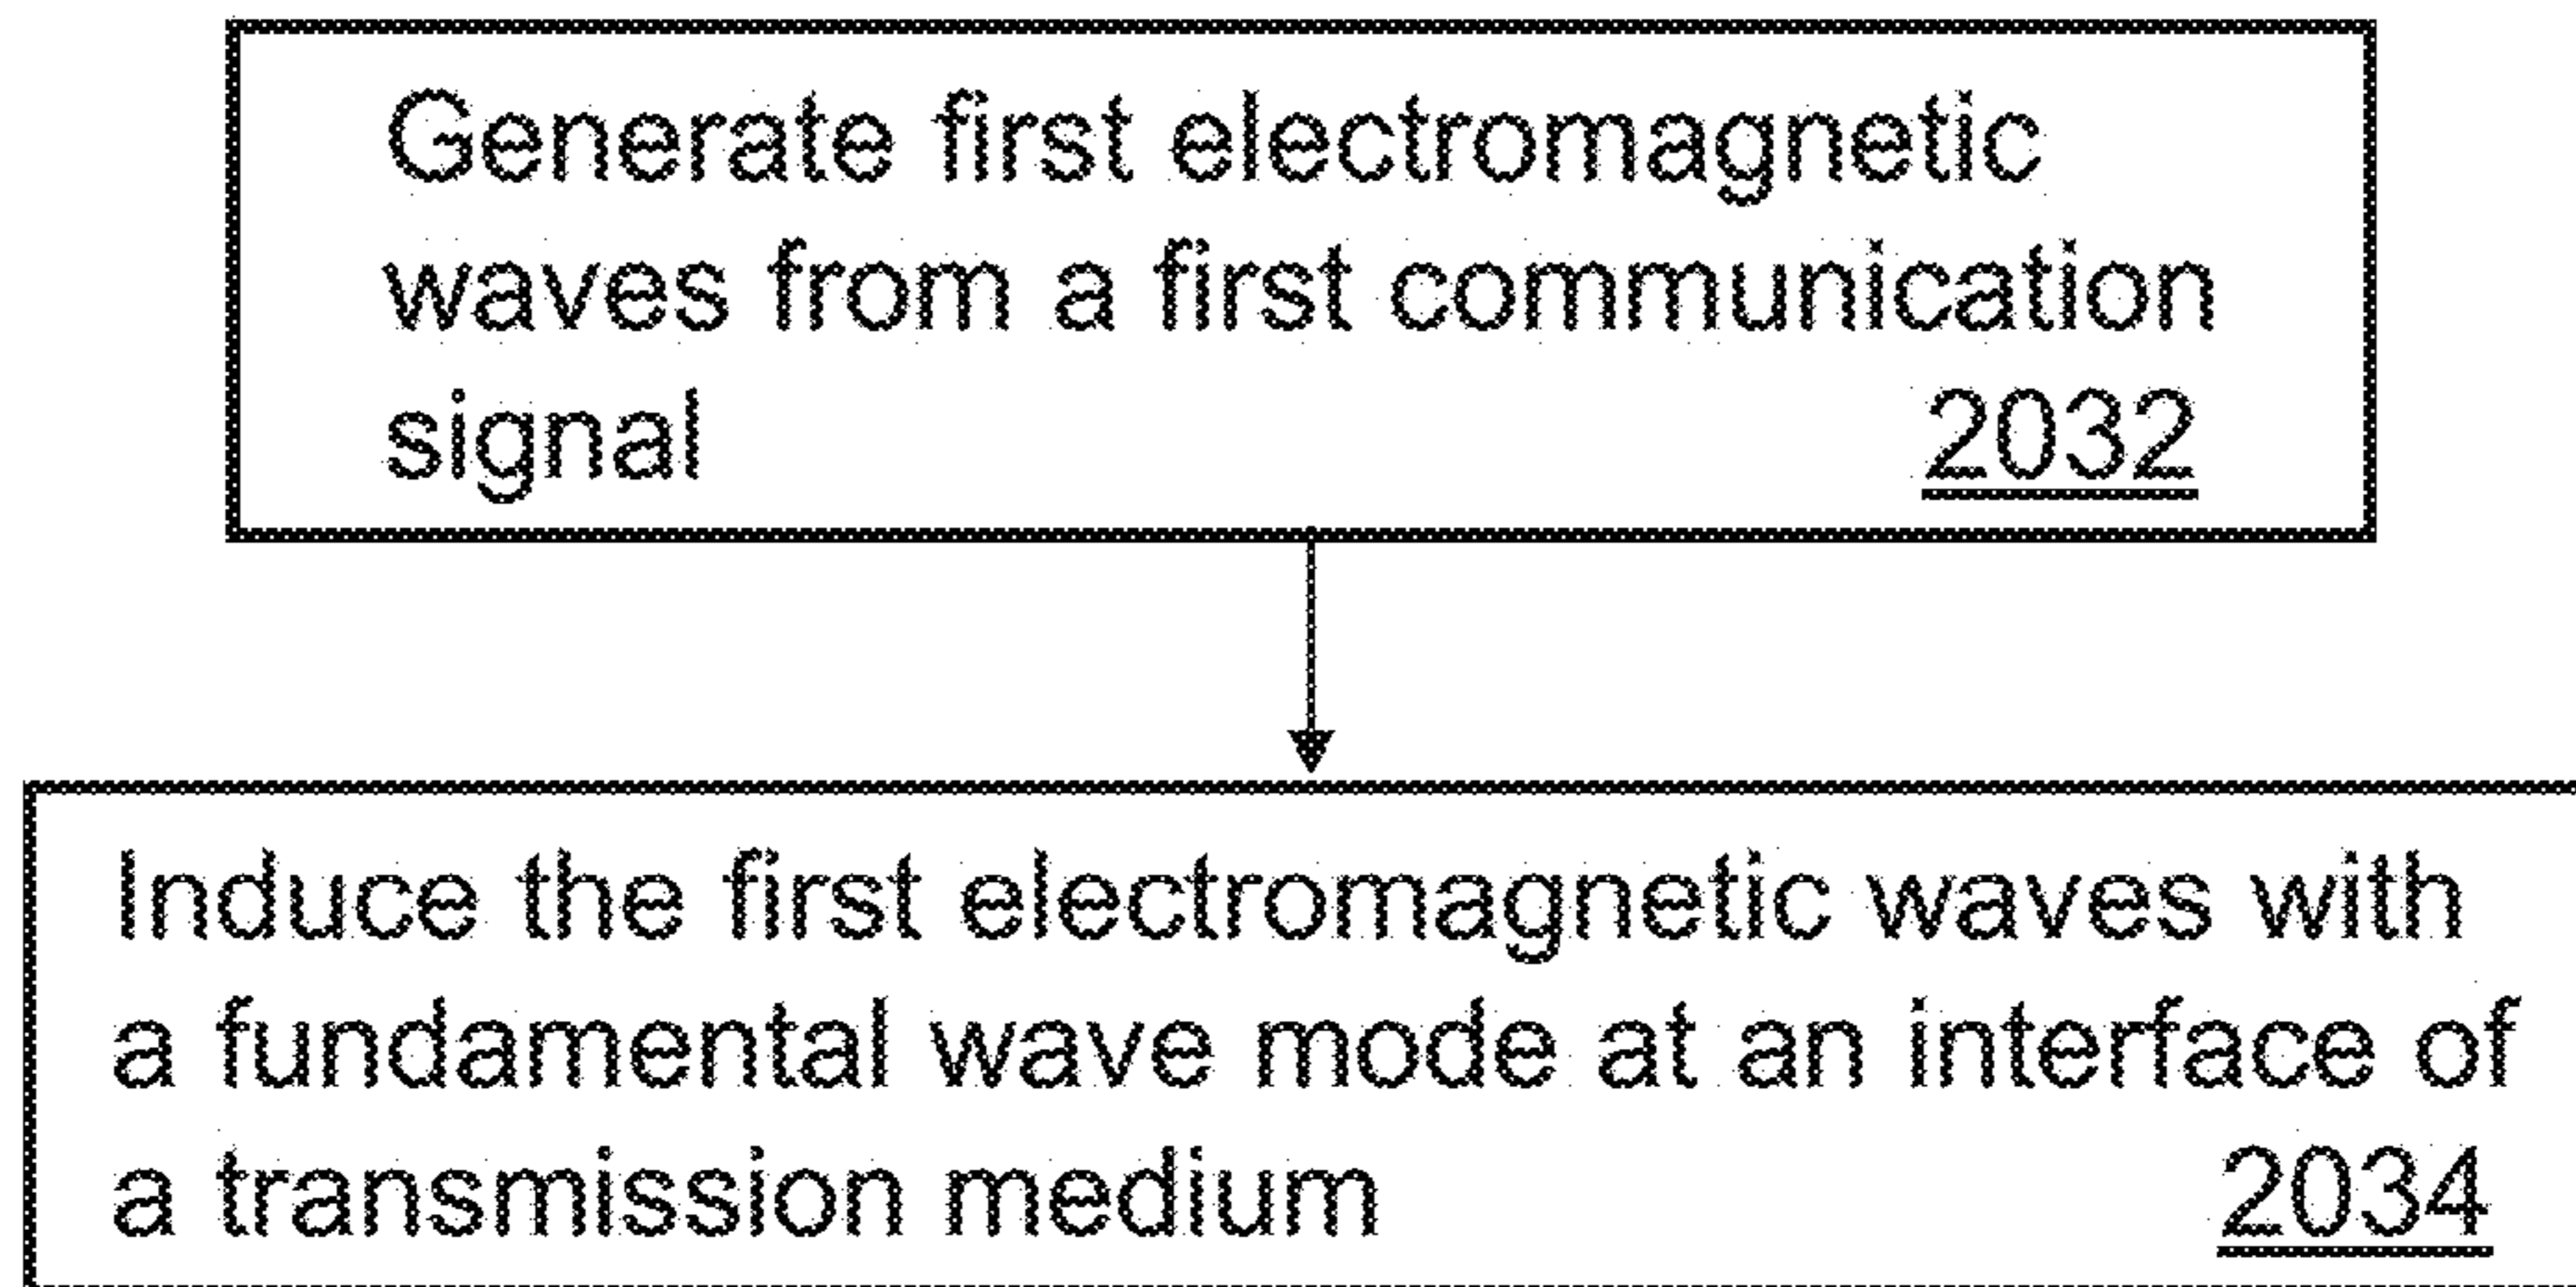 Generate first electromagnetic
waves from a first communication
signal 2032
Induce the first electromagnetic waves with
a fundamental wave mode at an interface of
a transmission medium 2034